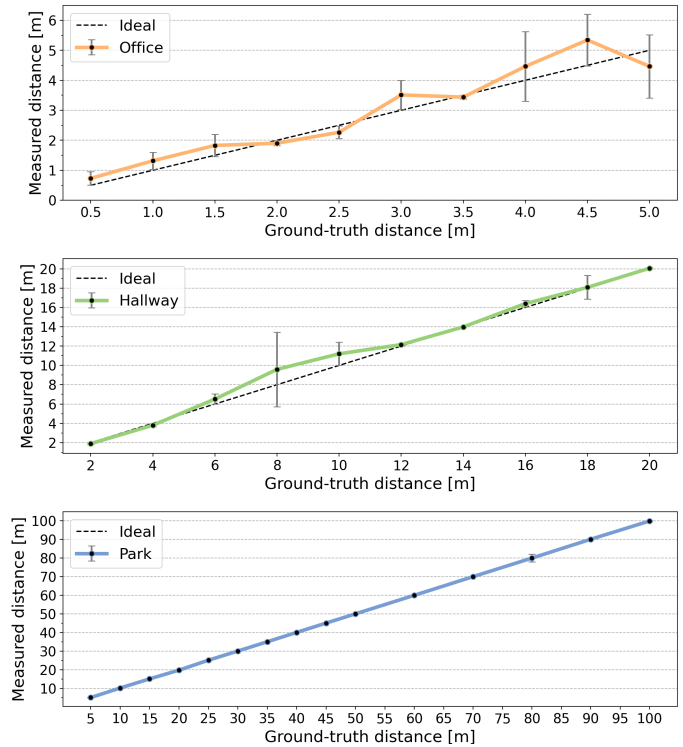 Measured distance [m]
6
5
4
3
2
1
0
Ideal
Office
0.5 1.0 1.5 2.0 2.5 3.0 3.5 4.0 4.5 5.0
Ground-truth distance [m]
Measured distance [m]
20
18
16
14
12
10
8
6
4
2
Ideal
Hallway
2 4 6 8 10 12 14 16 18 20
Ground-truth distance [m]
Measured distance [m]
100
90
80
70
60
50
40
30
20
10
Ideal
Park
5 10 15 20 25 30 35 40 45 50 55 60 65 70 75 80 85 90 95 100
Ground-truth distance [m]